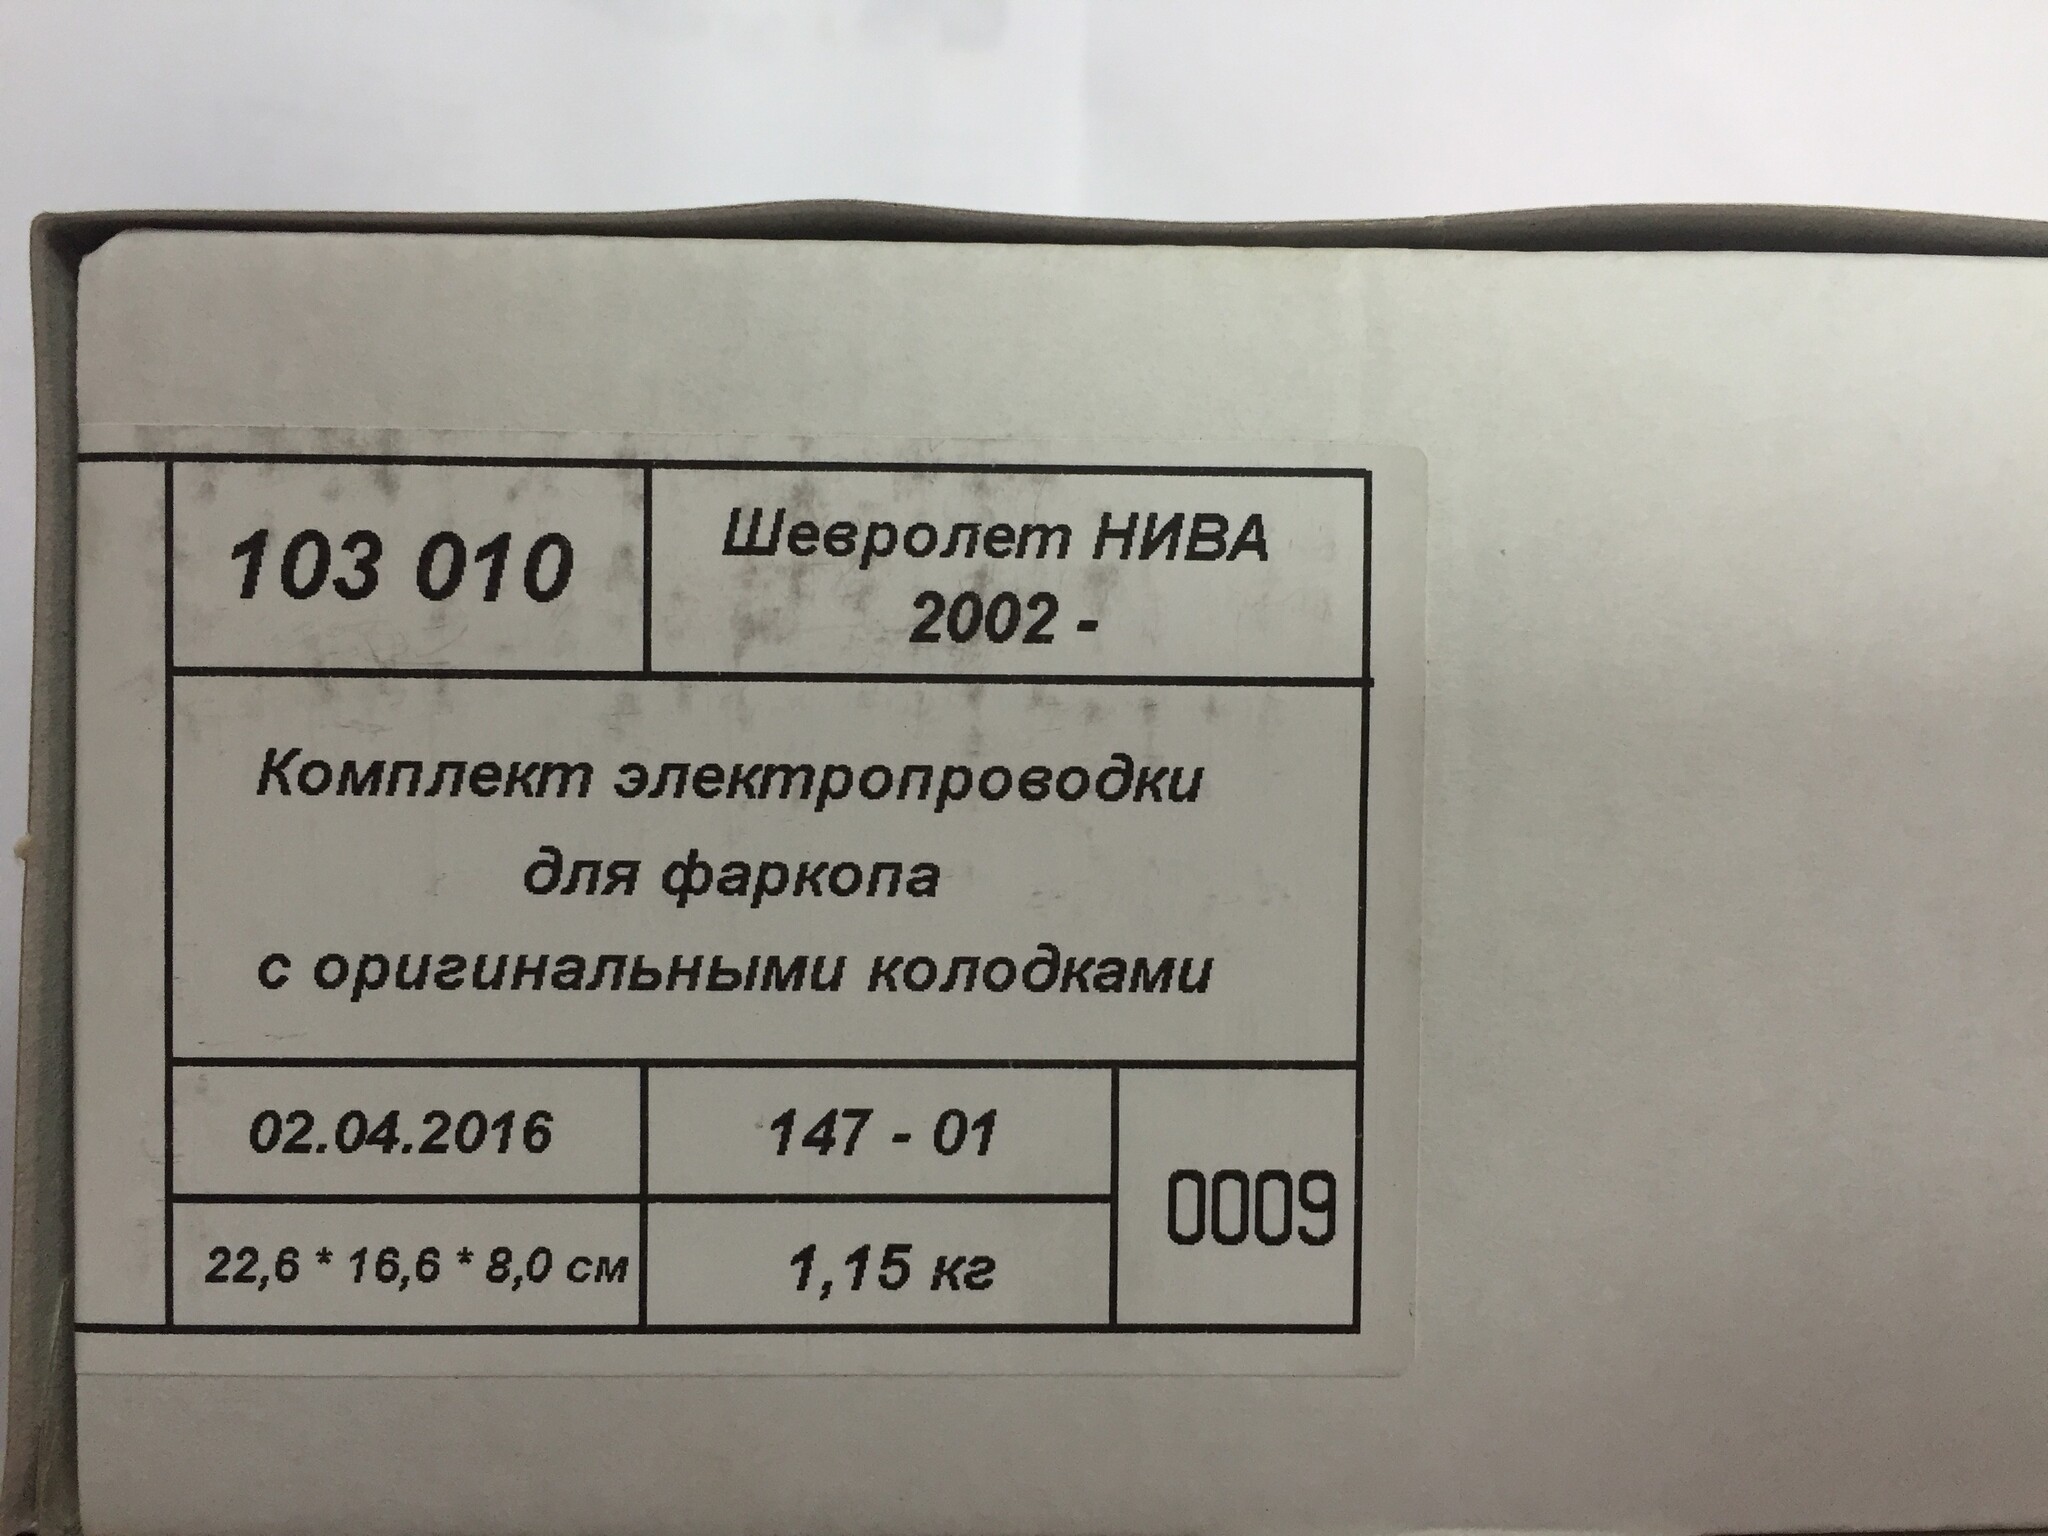 103 010
Шевролет НИВА
2002 -
Комплект электропроводки
для фаркопа
с оригинальными колодками
02.04.2016
147 - 01
0009
22,6 * 16,6 * 8,0 см
1,15 кг